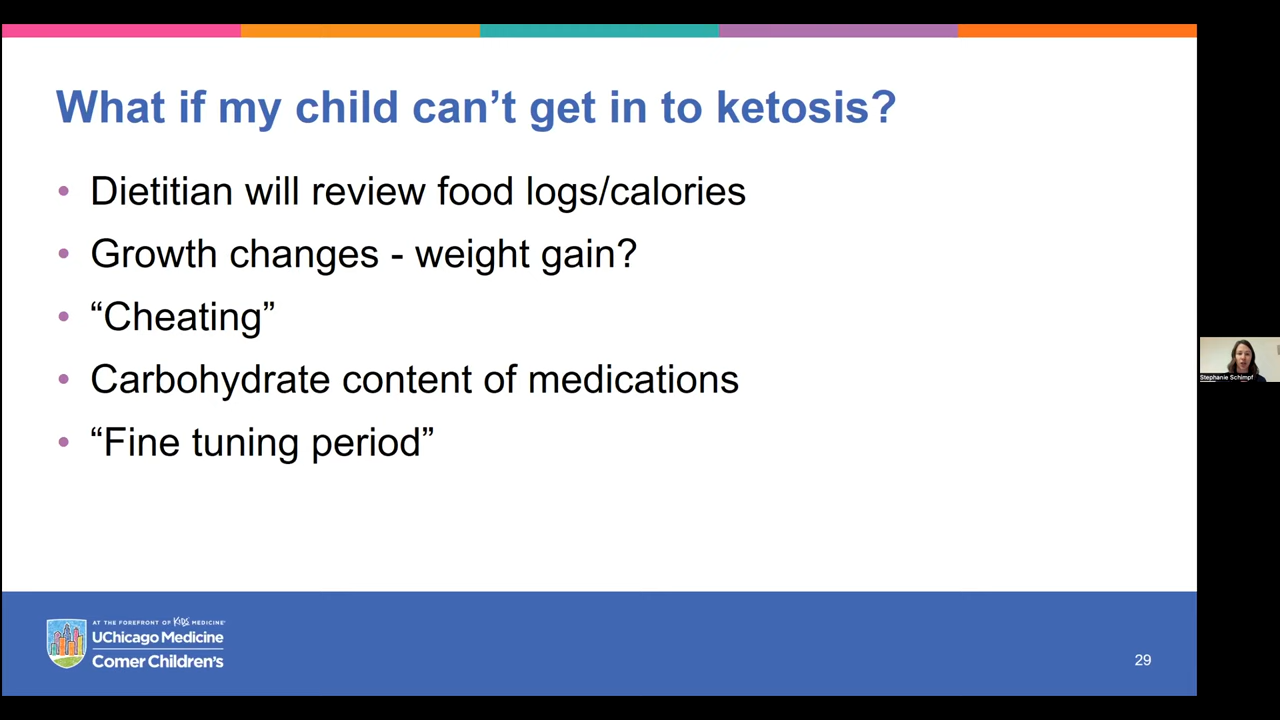 What if my child can’t get in to ketosis?
• Dietitian will review food logs/calories
• Growth changes - weight gain?
• “Cheating”
• Carbohydrate content of medications
• “Fine tuning period”
Stephanie Schimpf
AT THE FOREFRONT OF KIDS MEDICINE®
UChicago Medicine
Comer Children’s
29